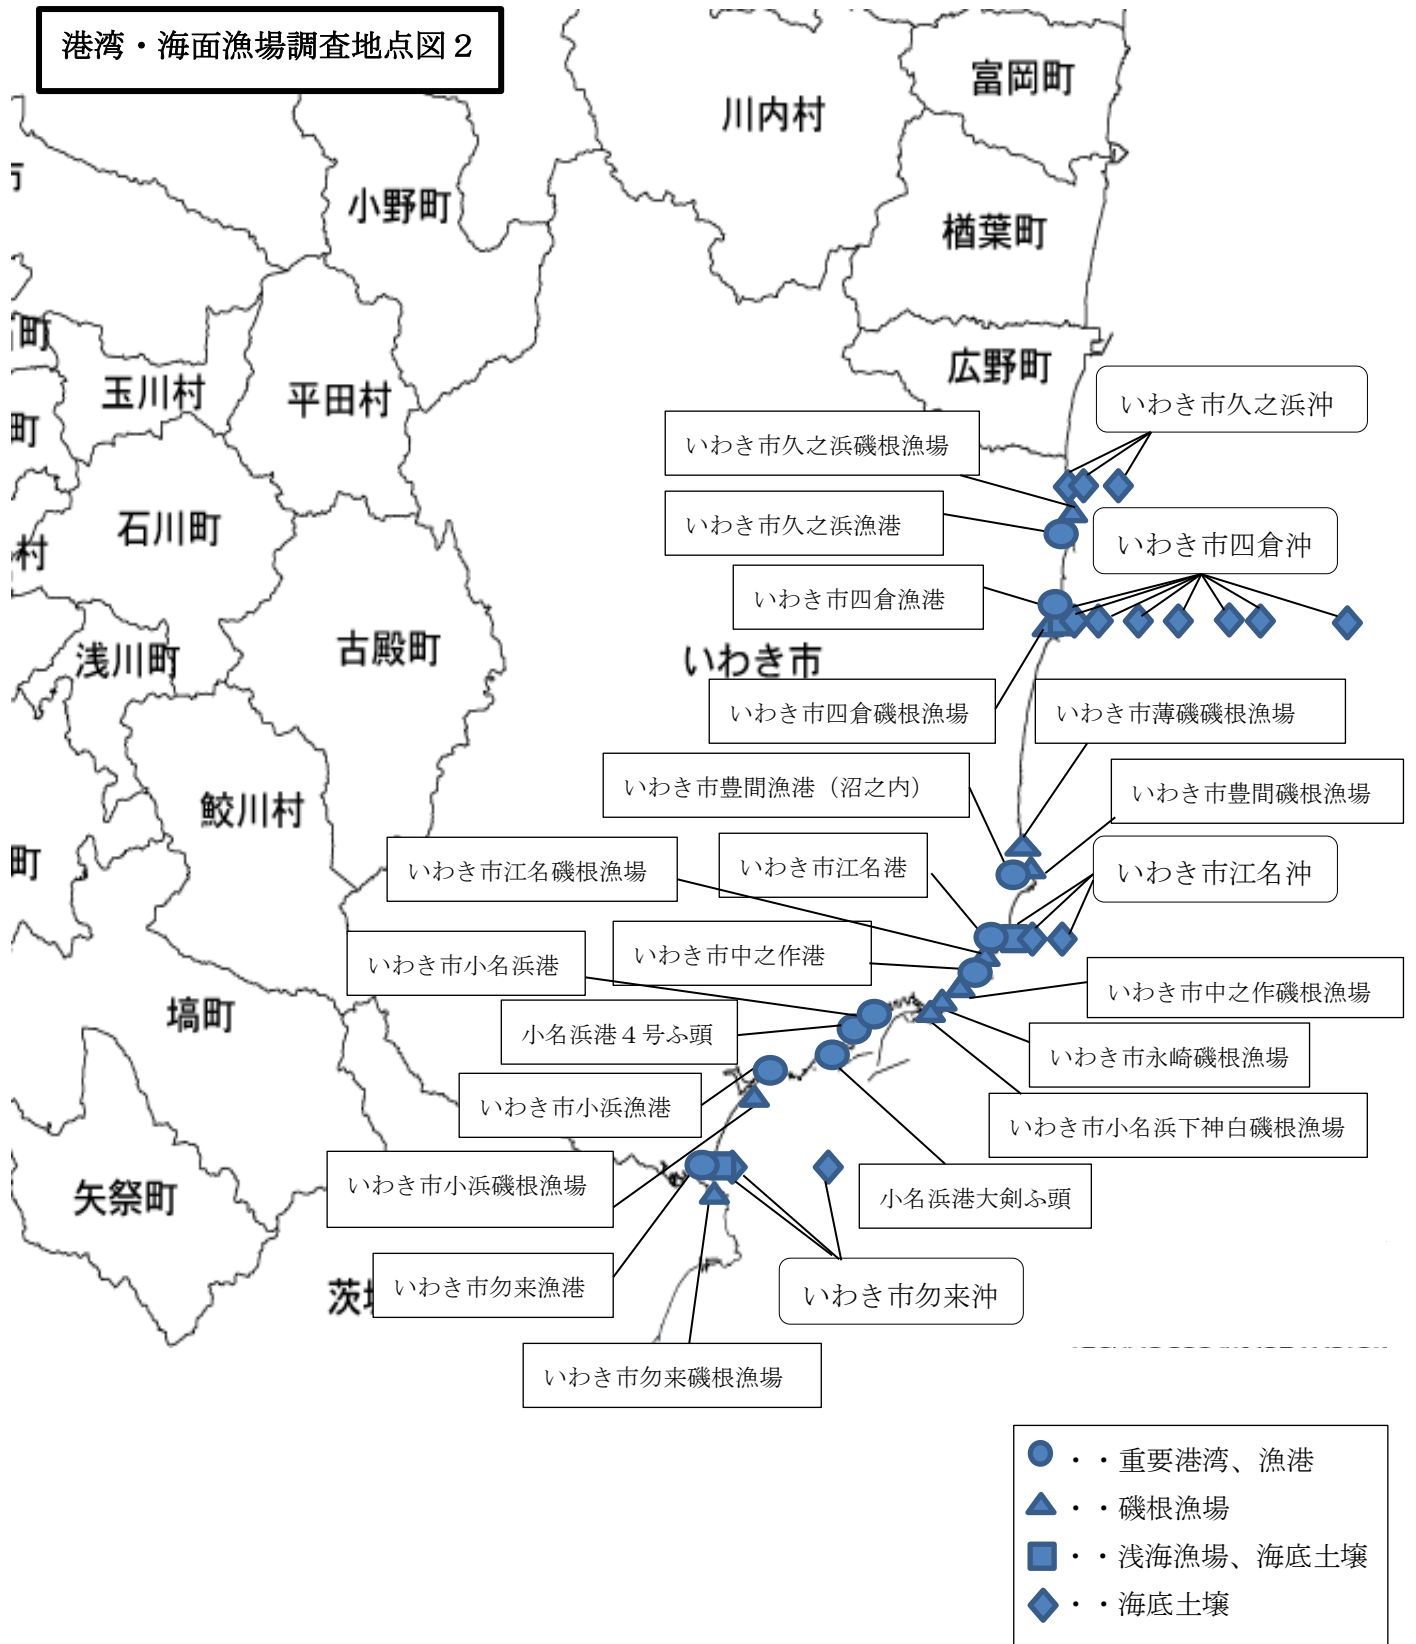 港湾・海面漁場調査地点図２
富岡町
川内村
小野町
楢葉町
町
広野町
玉川村
平田村
いわき市久之浜沖
町
いわき市久之浜磯根漁場
石川町
いわき市久之浜漁港
村
いわき市四倉沖
いわき市四倉漁港
浅川町
古殿町
いわき市
いわき市四倉磯根漁場
いわき市薄磯磯根漁場
いわき市豊間漁港（沼之内）
いわき市豊間磯根漁場
鮫川村
町
いわき市江名磯根漁場
いわき市江名港
いわき市江名沖
いわき市小名浜港
いわき市中之作港
いわき市中之作磯根漁場
塙町
小名浜港４号ふ頭
いわき市永崎磯根漁場
いわき市小浜漁港
いわき市小名浜下神白磯根漁場
いわき市小浜磯根漁場
矢祭町
小名浜港大剣ふ頭
いわき市勿来漁港
茨
いわき市勿来沖
いわき市勿来磯根漁場
・・重要港湾、漁港
・・磯根漁場
・・浅海漁場、海底土壌
・・海底土壌